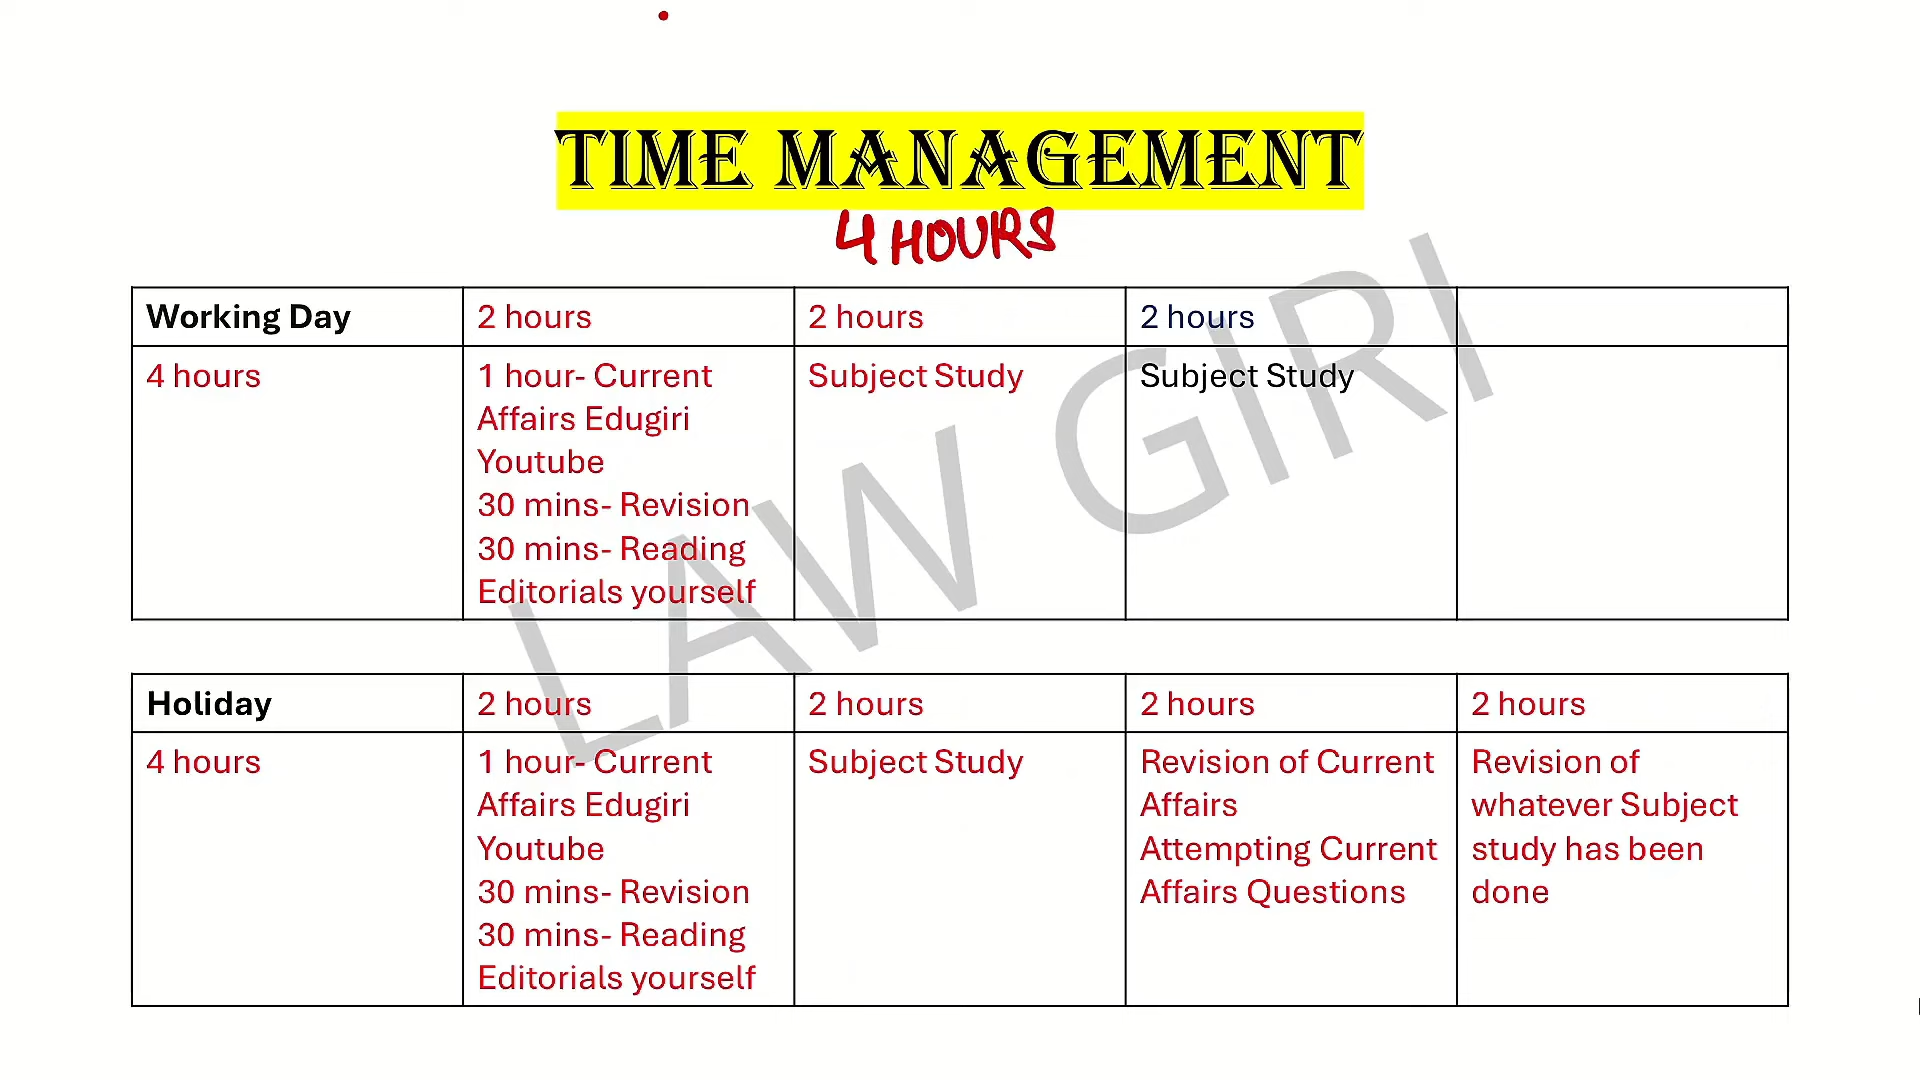 TIME MANAGEMENT
4 HOURS
Working Day
2 hours
2 hours
2 hours
4 hours
1 hour- Current
Affairs Edugiri
Youtube
30 mins- Revision
30 mins- Reading
Editorials yourself
Subject Study
Subject Study
Holiday
2 hours
2 hours
2 hours
2 hours
4 hours
1 hour- Current
Affairs Edugiri
Youtube
30 mins- Revision
30 mins- Reading
Editorials yourself
Subject Study
Revision of Current
Affairs
Attempting Current
Affairs Questions
Revision of
whatever Subject
study has been
done
LAW GIRI